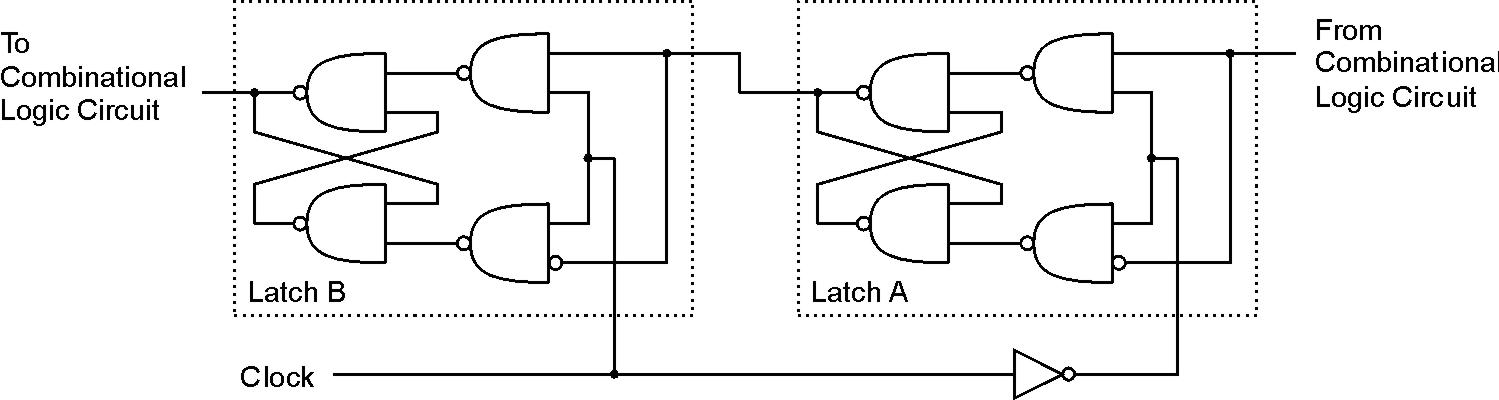 To
Combinational
Logic Circuit
From
Combinational
Logic Circuit
Latch B
Latch A
Clock